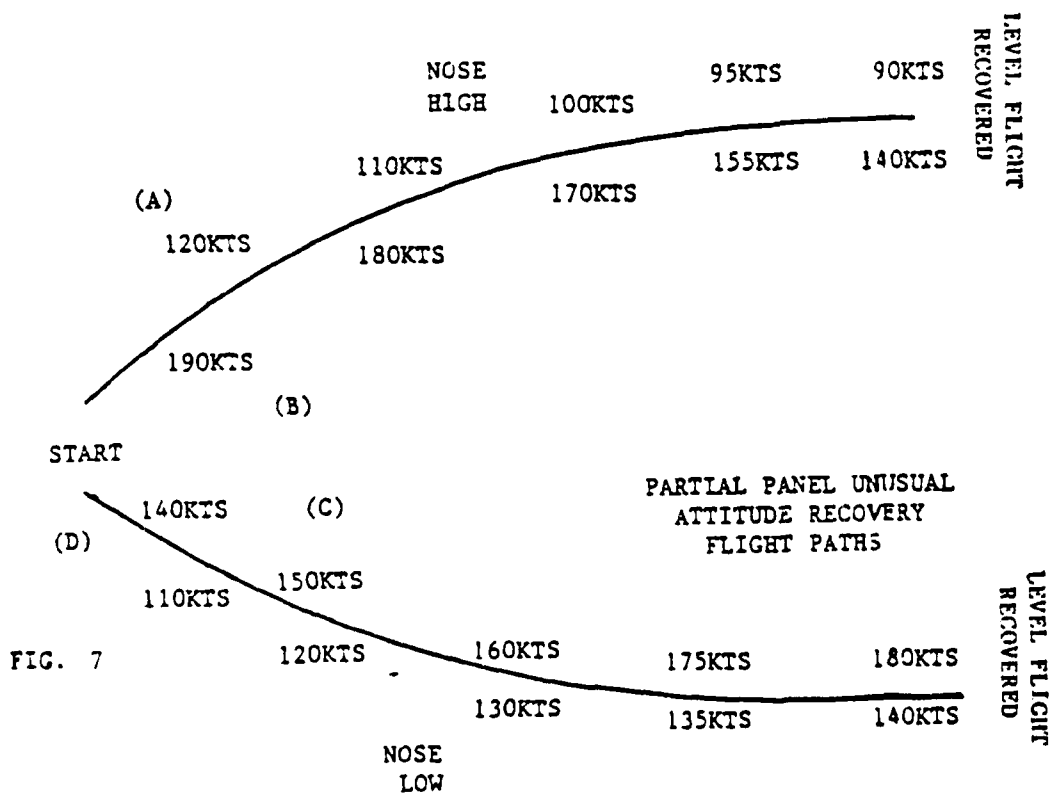 NOSE
HIGH
95KTS
90KTS
100KTS
LEVEL FLIGHT
RECOVERED
110KTS
155KTS
140KTS
170KTS
(A)
120KTS
180KTS
190KTS
(B)
START
140KTS
(C)
PARTIAL PANEL UNUSUAL
ATTITUDE RECOVERY
FLIGHT PATHS
(D)
150KTS
110KTS
FIG. 7
120KTS
160KTS
175KTS
180KTS
LEVEL FLIGHT
RECOVERED
130KTS
135KTS
140KTS
NOSE
LOW